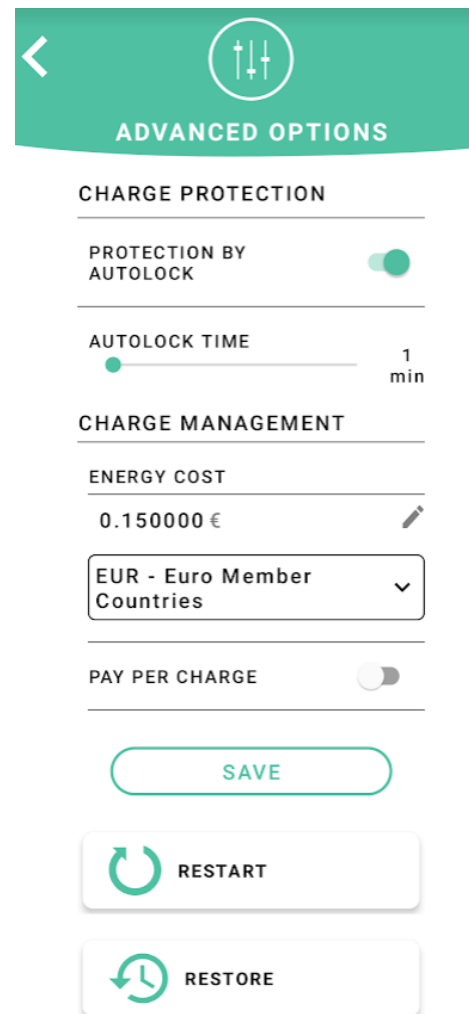 ADVANCED OPTIONS
CHARGE PROTECTION
PROTECTION BY
AUTOLOCK
AUTOLOCK TIME
1
min
CHARGE MANAGEMENT
ENERGY COST
0.150000 €
EUR - Euro Member
Countries
PAY PER CHARGE
SAVE
RESTART
RESTORE